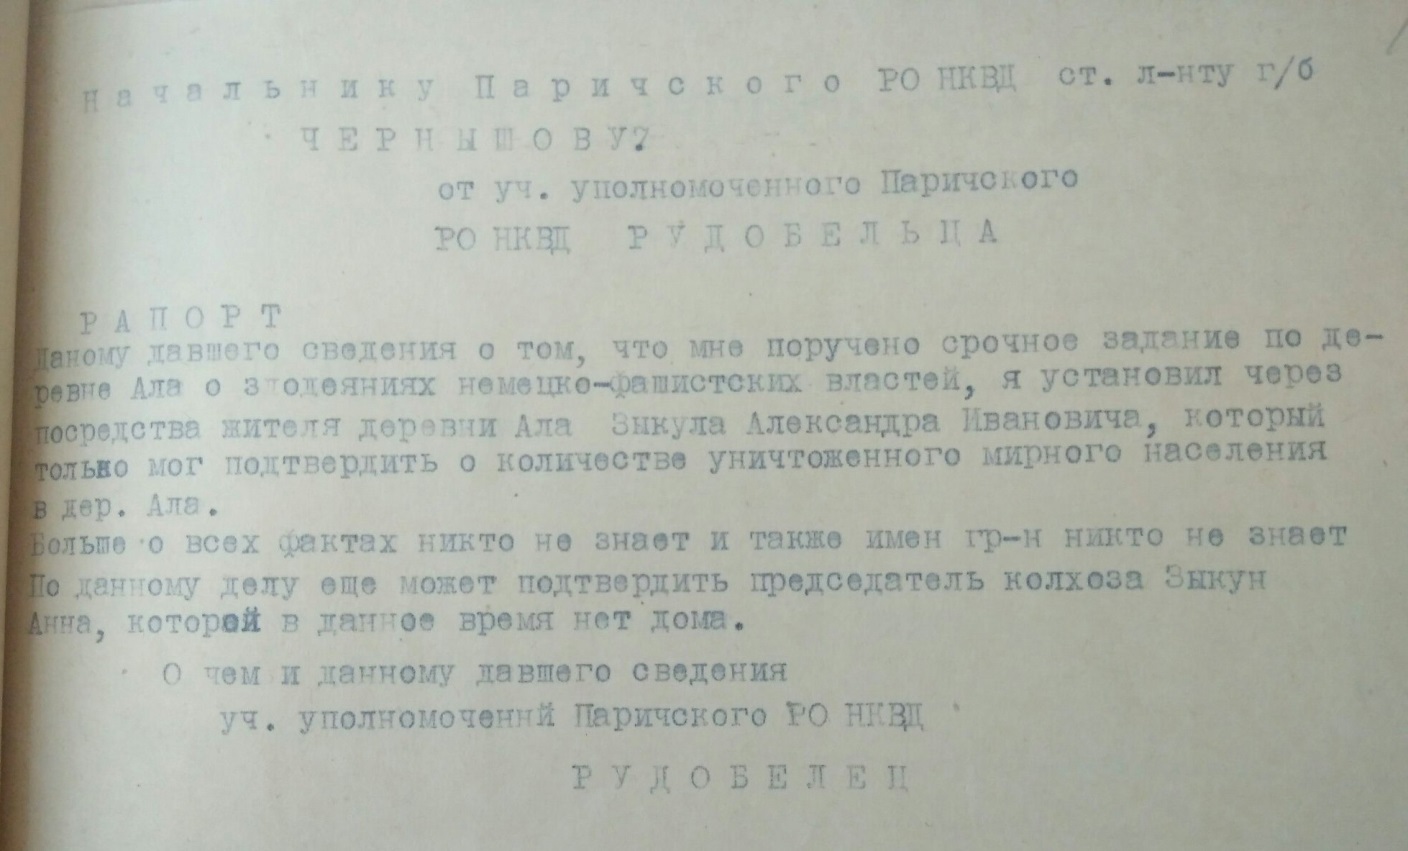 Начальнику Паричского РО НКВД ст. л-нту г/б
ЧЕРНЫШОВУ?
от уч. уполномоченного Паричского
РО НКВД РУДОБЕЛЬЦА
РАПОРТ
Даному давшего сведения о том, что мне поручено срочное задание по де-
ревне Ала о злодеяниях немецко-фашистских властей, я установил через
посредства жителя деревни Ала Зыкула Александра Ивановича, который
только мог подтвердить о количестве уничтоженного мирного населения
в дер. Ала.
Больше о всех фактах никто не знает и также имен гр-н никто не знает
По данному делу еще может подтвердить председатель колхоза Зыкун
Анна, которой в данное время нет дома.
О чем и данному давшего сведения
уч. уполномоченнй Паричского РО НКВД
РУДОБЕЛЕЦ